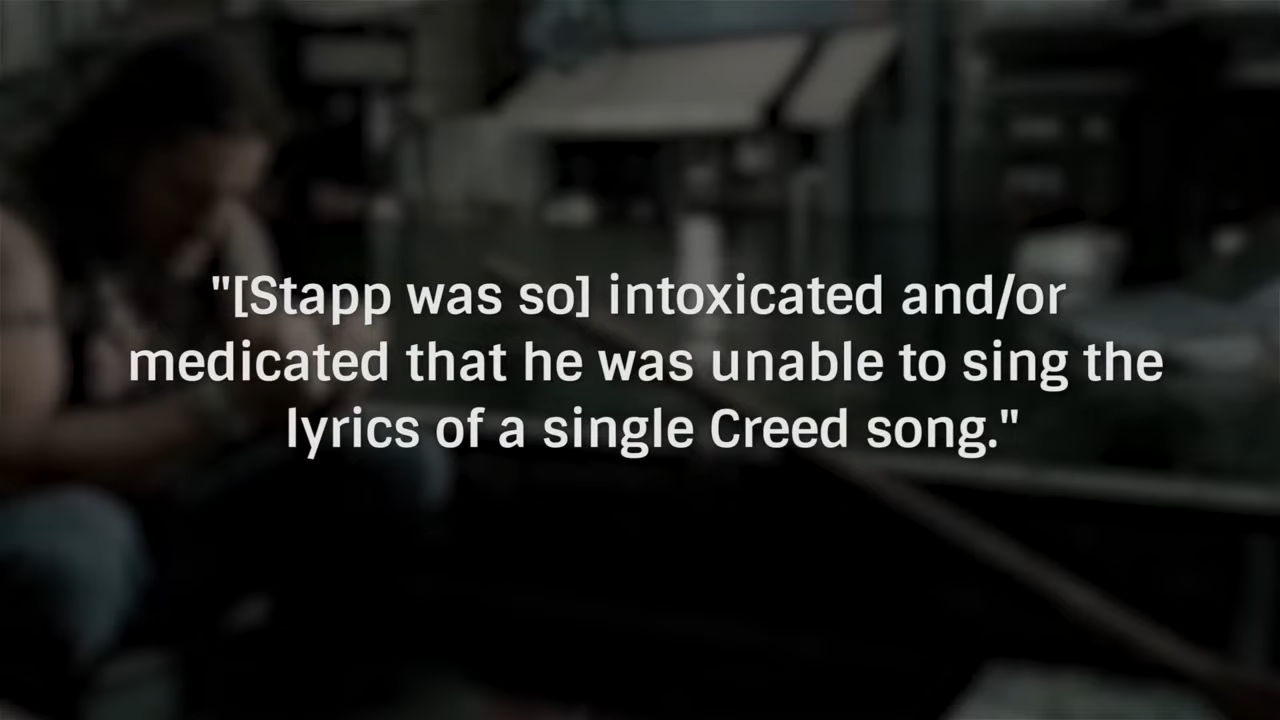 "[Stapp was so] intoxicated and/or
medicated that he was unable to sing the
lyrics of a single Creed song."